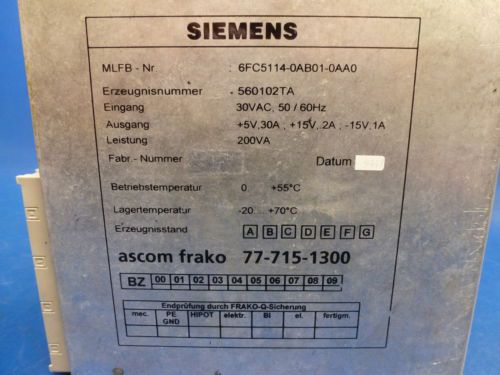 SIEMENS
MLFB - Nr. : 6FC5114-0AB01-0AA0
Erzeugnisnummer : 560102TA
Eingang 30VAC, 50 / 60Hz
Ausgang +5V,30A ; +15V,.2A ; -15V,1A
Leistung 200VA
Fabr.- Nummer Datum
Betriebstemperatur 0 +55°C
Lagertemperatur -20....+70°C
Erzeugnisstand A B C D E F G
ascom frako 77-715-1300
BZ 00 01 02 03 04 05 06 07 08 09
Endprüfung durch FRAKO-Q-Sicherung
mec. PE GND HIPOT elektr. BI el. fertigm.